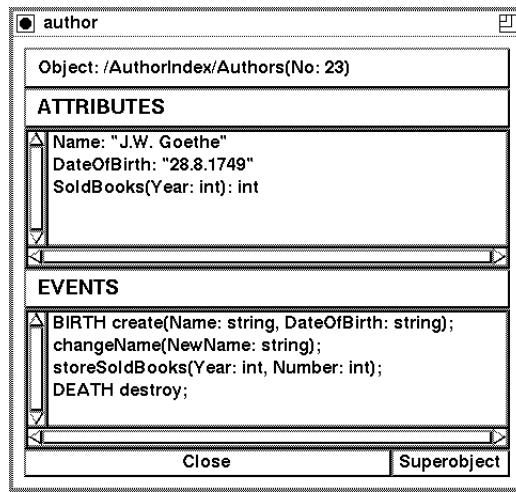 author
Object: /AuthorIndex/Authors(No: 23)
ATTRIBUTES
Name: "J.W. Goethe"
DateOfBirth: "28.8.1749"
SoldBooks(Year: int): int
EVENTS
BIRTH create(Name: string, DateOfBirth: string);
changeName(NewName: string);
storeSoldBooks(Year: int, Number: int);
DEATH destroy;
Close Superobject